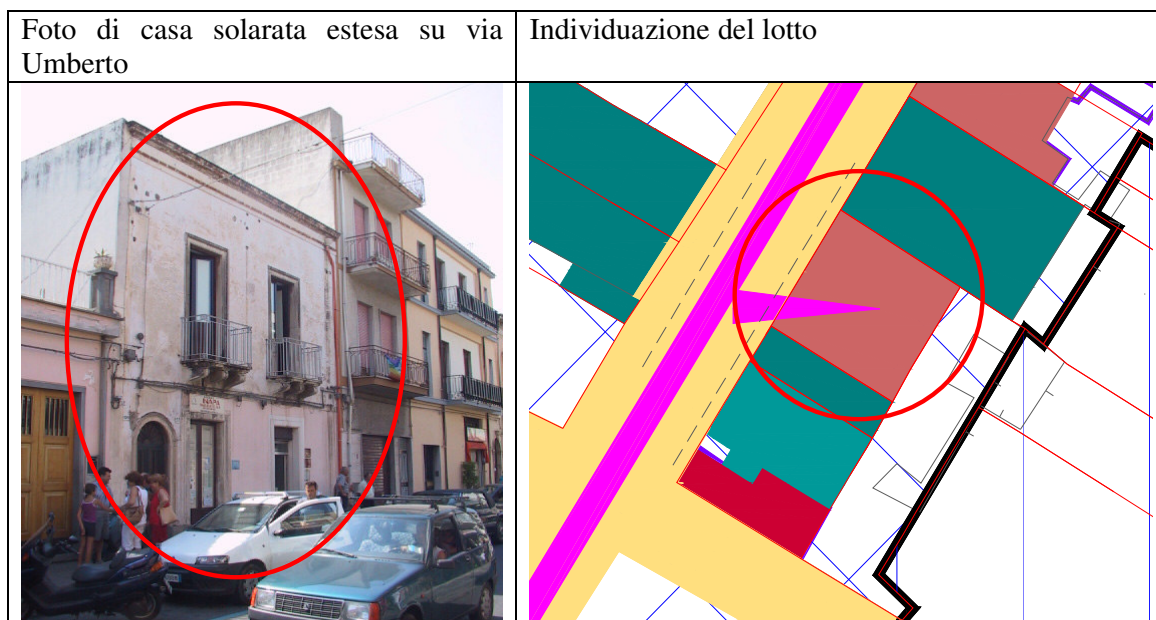 Foto di casa solarata estesa su via
Umberto
Individuazione del lotto